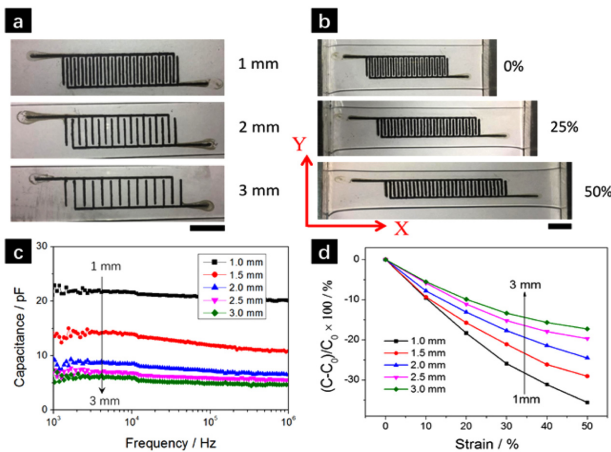 a
1 mm
2 mm
3 mm
b
0%
25%
50%
Y
X
c
30
20
10
0
Capacitance / pF
1 mm
3 mm
1.0 mm
1.5 mm
2.0 mm
2.5 mm
3.0 mm
10³ 10⁴ 10⁵ 10⁶
Frequency / Hz
d
0
-10
-20
-30
(C-C₀)/C₀ × 100 / %
3 mm
1mm
1.0 mm
1.5 mm
2.0 mm
2.5 mm
3.0 mm
0 10 20 30 40 50
Strain / %